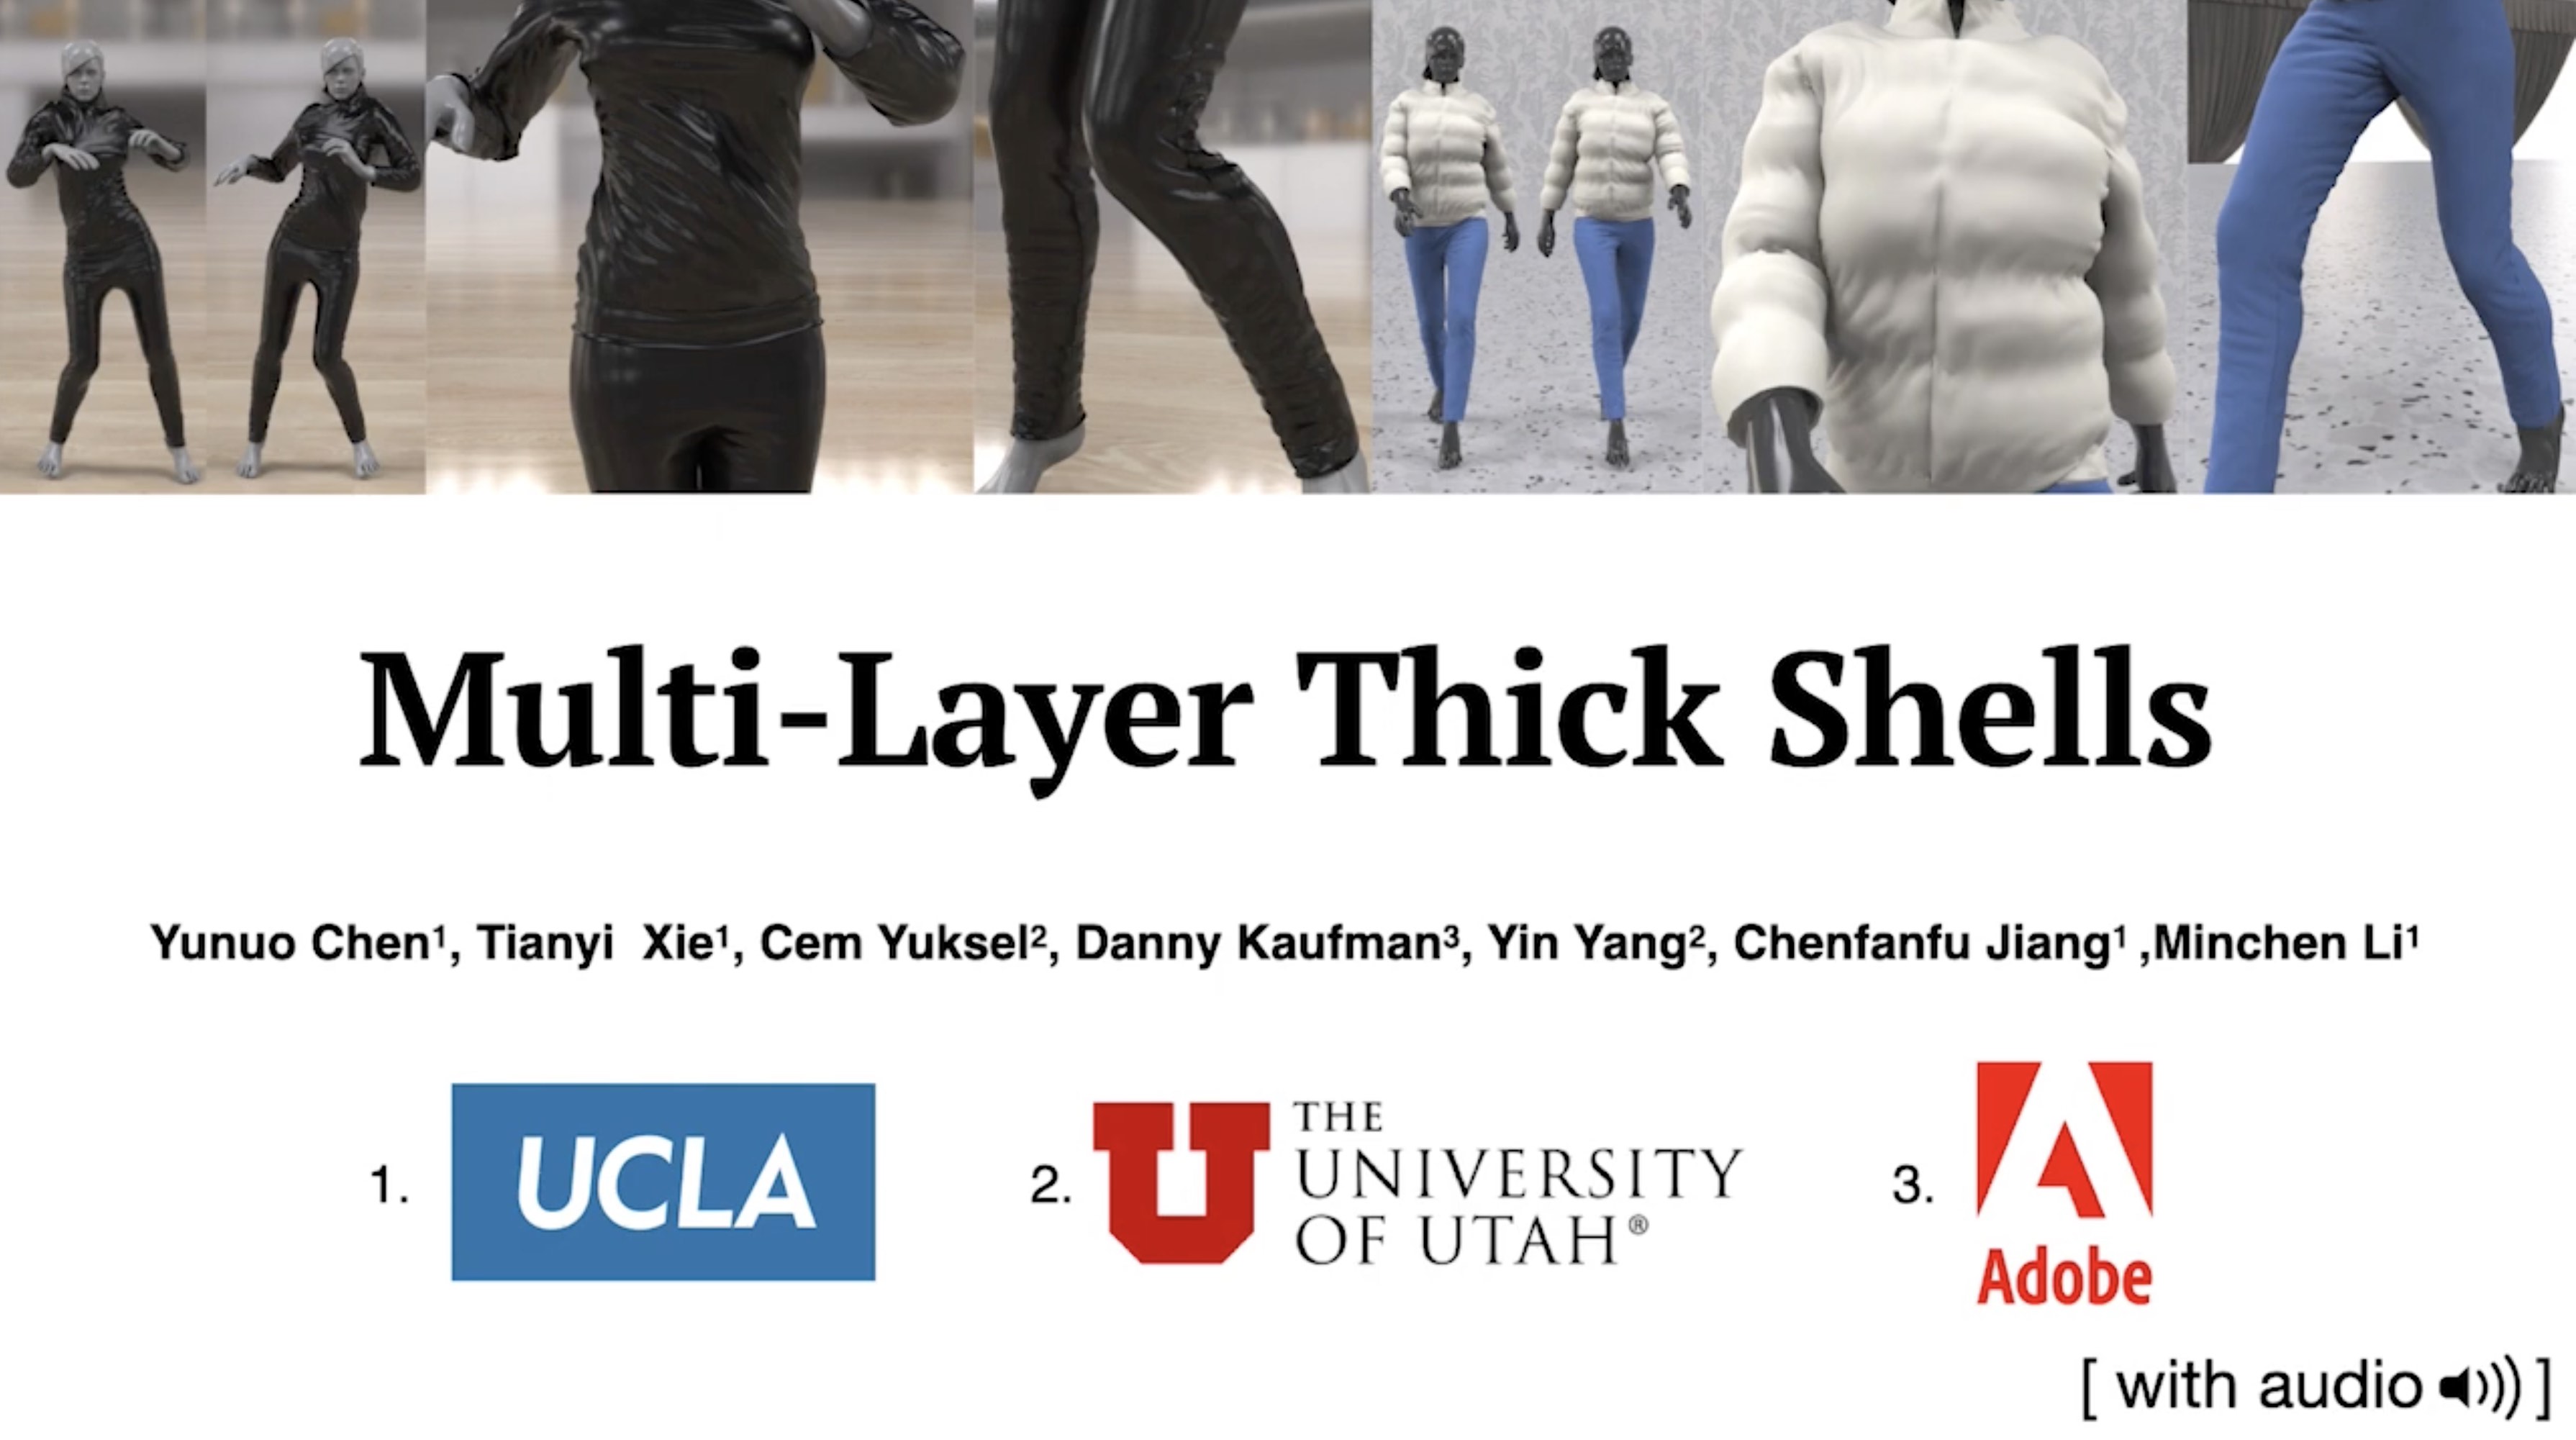 Multi-Layer Thick Shells
Yunuo Chen¹, Tianyi Xie¹, Cem Yuksel², Danny Kaufman³, Yin Yang², Chenfanfu Jiang¹ ,Minchen Li¹
1. UCLA
2. THE
UNIVERSITY
OF UTAH®
3. Adobe
[ with audio 🔊 ]